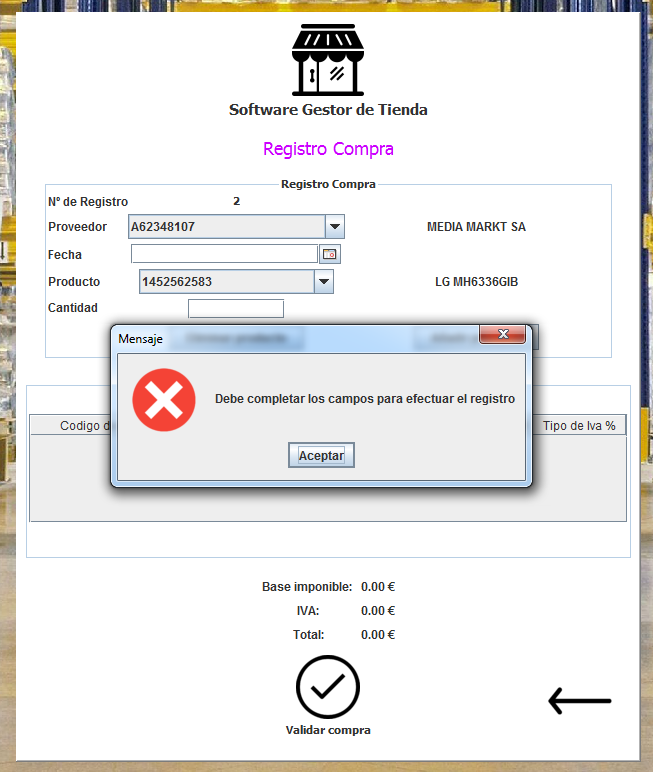 Software Gestor de Tienda
Registro Compra
Registro Compra
Nº de Registro 2
Proveedor A62348107 MEDIA MARKT SA
Fecha
Producto 1452562583 LG MH6336GIB
Cantidad
Mensaje
Debe completar los campos para efectuar el registro
Codigo Tipo de Iva %
Aceptar
Base imponible: 0.00 €
IVA: 0.00 €
Total: 0.00 €
Validar compra